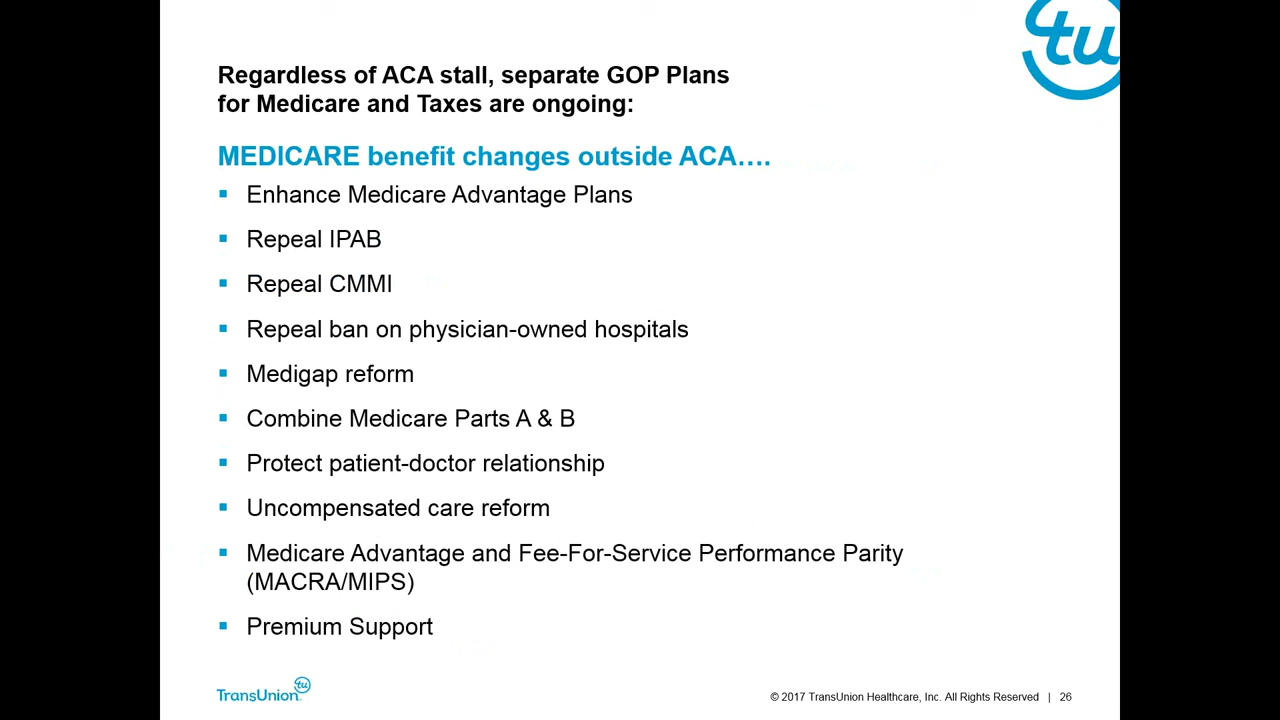 tu
Regardless of ACA stall, separate GOP Plans
for Medicare and Taxes are ongoing:
MEDICARE benefit changes outside ACA….
▪ Enhance Medicare Advantage Plans
▪ Repeal IPAB
▪ Repeal CMMI
▪ Repeal ban on physician-owned hospitals
▪ Medigap reform
▪ Combine Medicare Parts A & B
▪ Protect patient-doctor relationship
▪ Uncompensated care reform
▪ Medicare Advantage and Fee-For-Service Performance Parity
(MACRA/MIPS)
▪ Premium Support
TransUnion tu
© 2017 TransUnion Healthcare, Inc. All Rights Reserved | 26